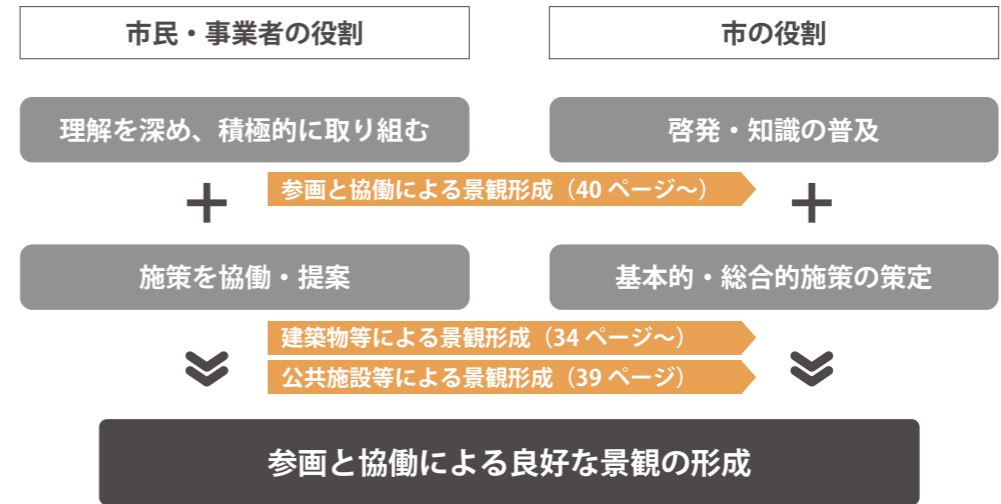 市民・事業者の役割
市の役割
理解を深め、積極的に取り組む
啓発・知識の普及
＋
参画と協働による景観形成（40 ページ～）
＋
施策を協働・提案
基本的・総合的施策の策定
建築物等による景観形成（34 ページ～）
公共施設等による景観形成（39 ページ）
参画と協働による良好な景観の形成